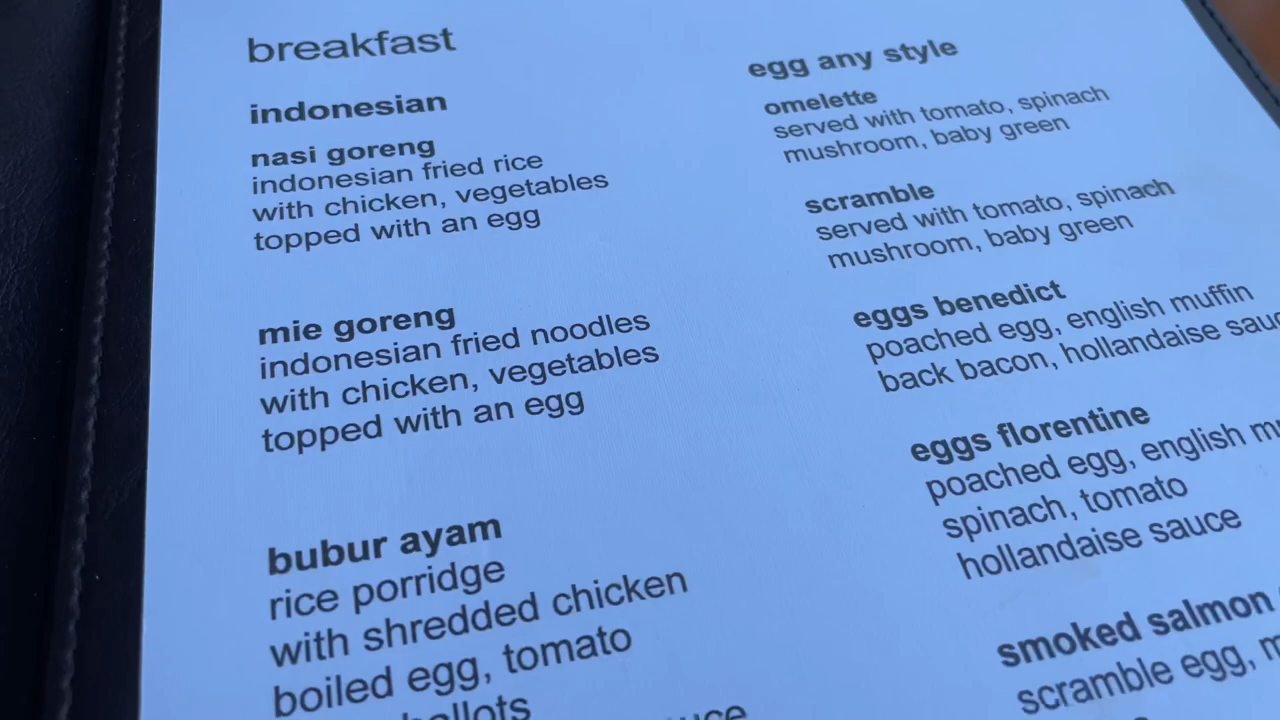 breakfast
indonesian
nasi goreng
indonesian fried rice
with chicken, vegetables
topped with an egg
mie goreng
indonesian fried noodles
with chicken, vegetables
topped with an egg
bubur ayam
rice porridge
with shredded chicken
boiled egg, tomato
egg any style
omelette
served with tomato, spinach
mushroom, baby green
scramble
served with tomato, spinach
mushroom, baby green
eggs benedict
poached egg, english muffin
back bacon, hollandaise
eggs florentine
poached egg, english
spinach, tomato
hollandaise sauce
smoked salmon
scramble egg,